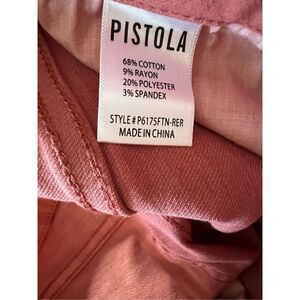 PISTOLA
68% COTTON
9% RAYON
20% POLYESTER
3% SPANDEX
STYLE # P6175FTN-RER
MADE IN CHINA